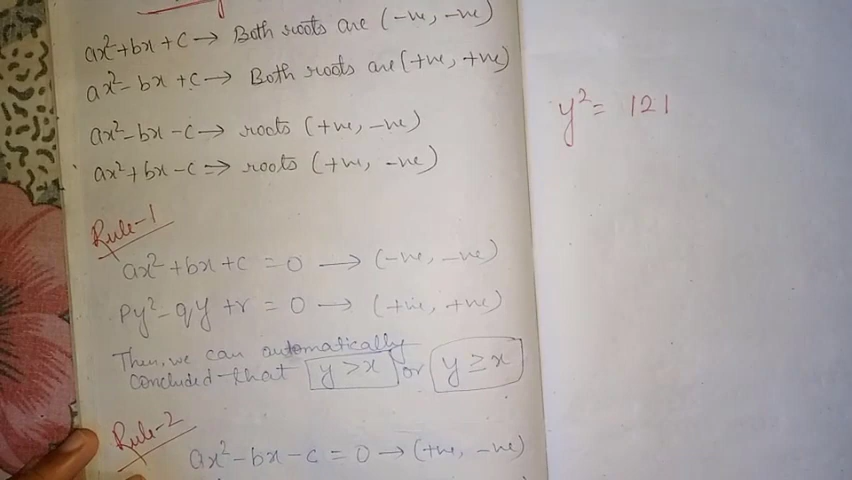 ax²+bx+c → Both roots are (-ve, -ve)
ax²-bx+c → Both roots are (+ve, +ve)
ax²-bx-c → roots (+ve, -ve)
ax²+bx-c => roots (+ve, -ve)
Rule-1
ax²+bx+c = 0 → (-ve, -ve)
Py²-qy+r = 0 → (+ve, +ve)
Then, we can automatically
concluded that y>x or y≥x
Rule-2
ax²-bx-c = 0 → (+ve, -ve)
y² = 121